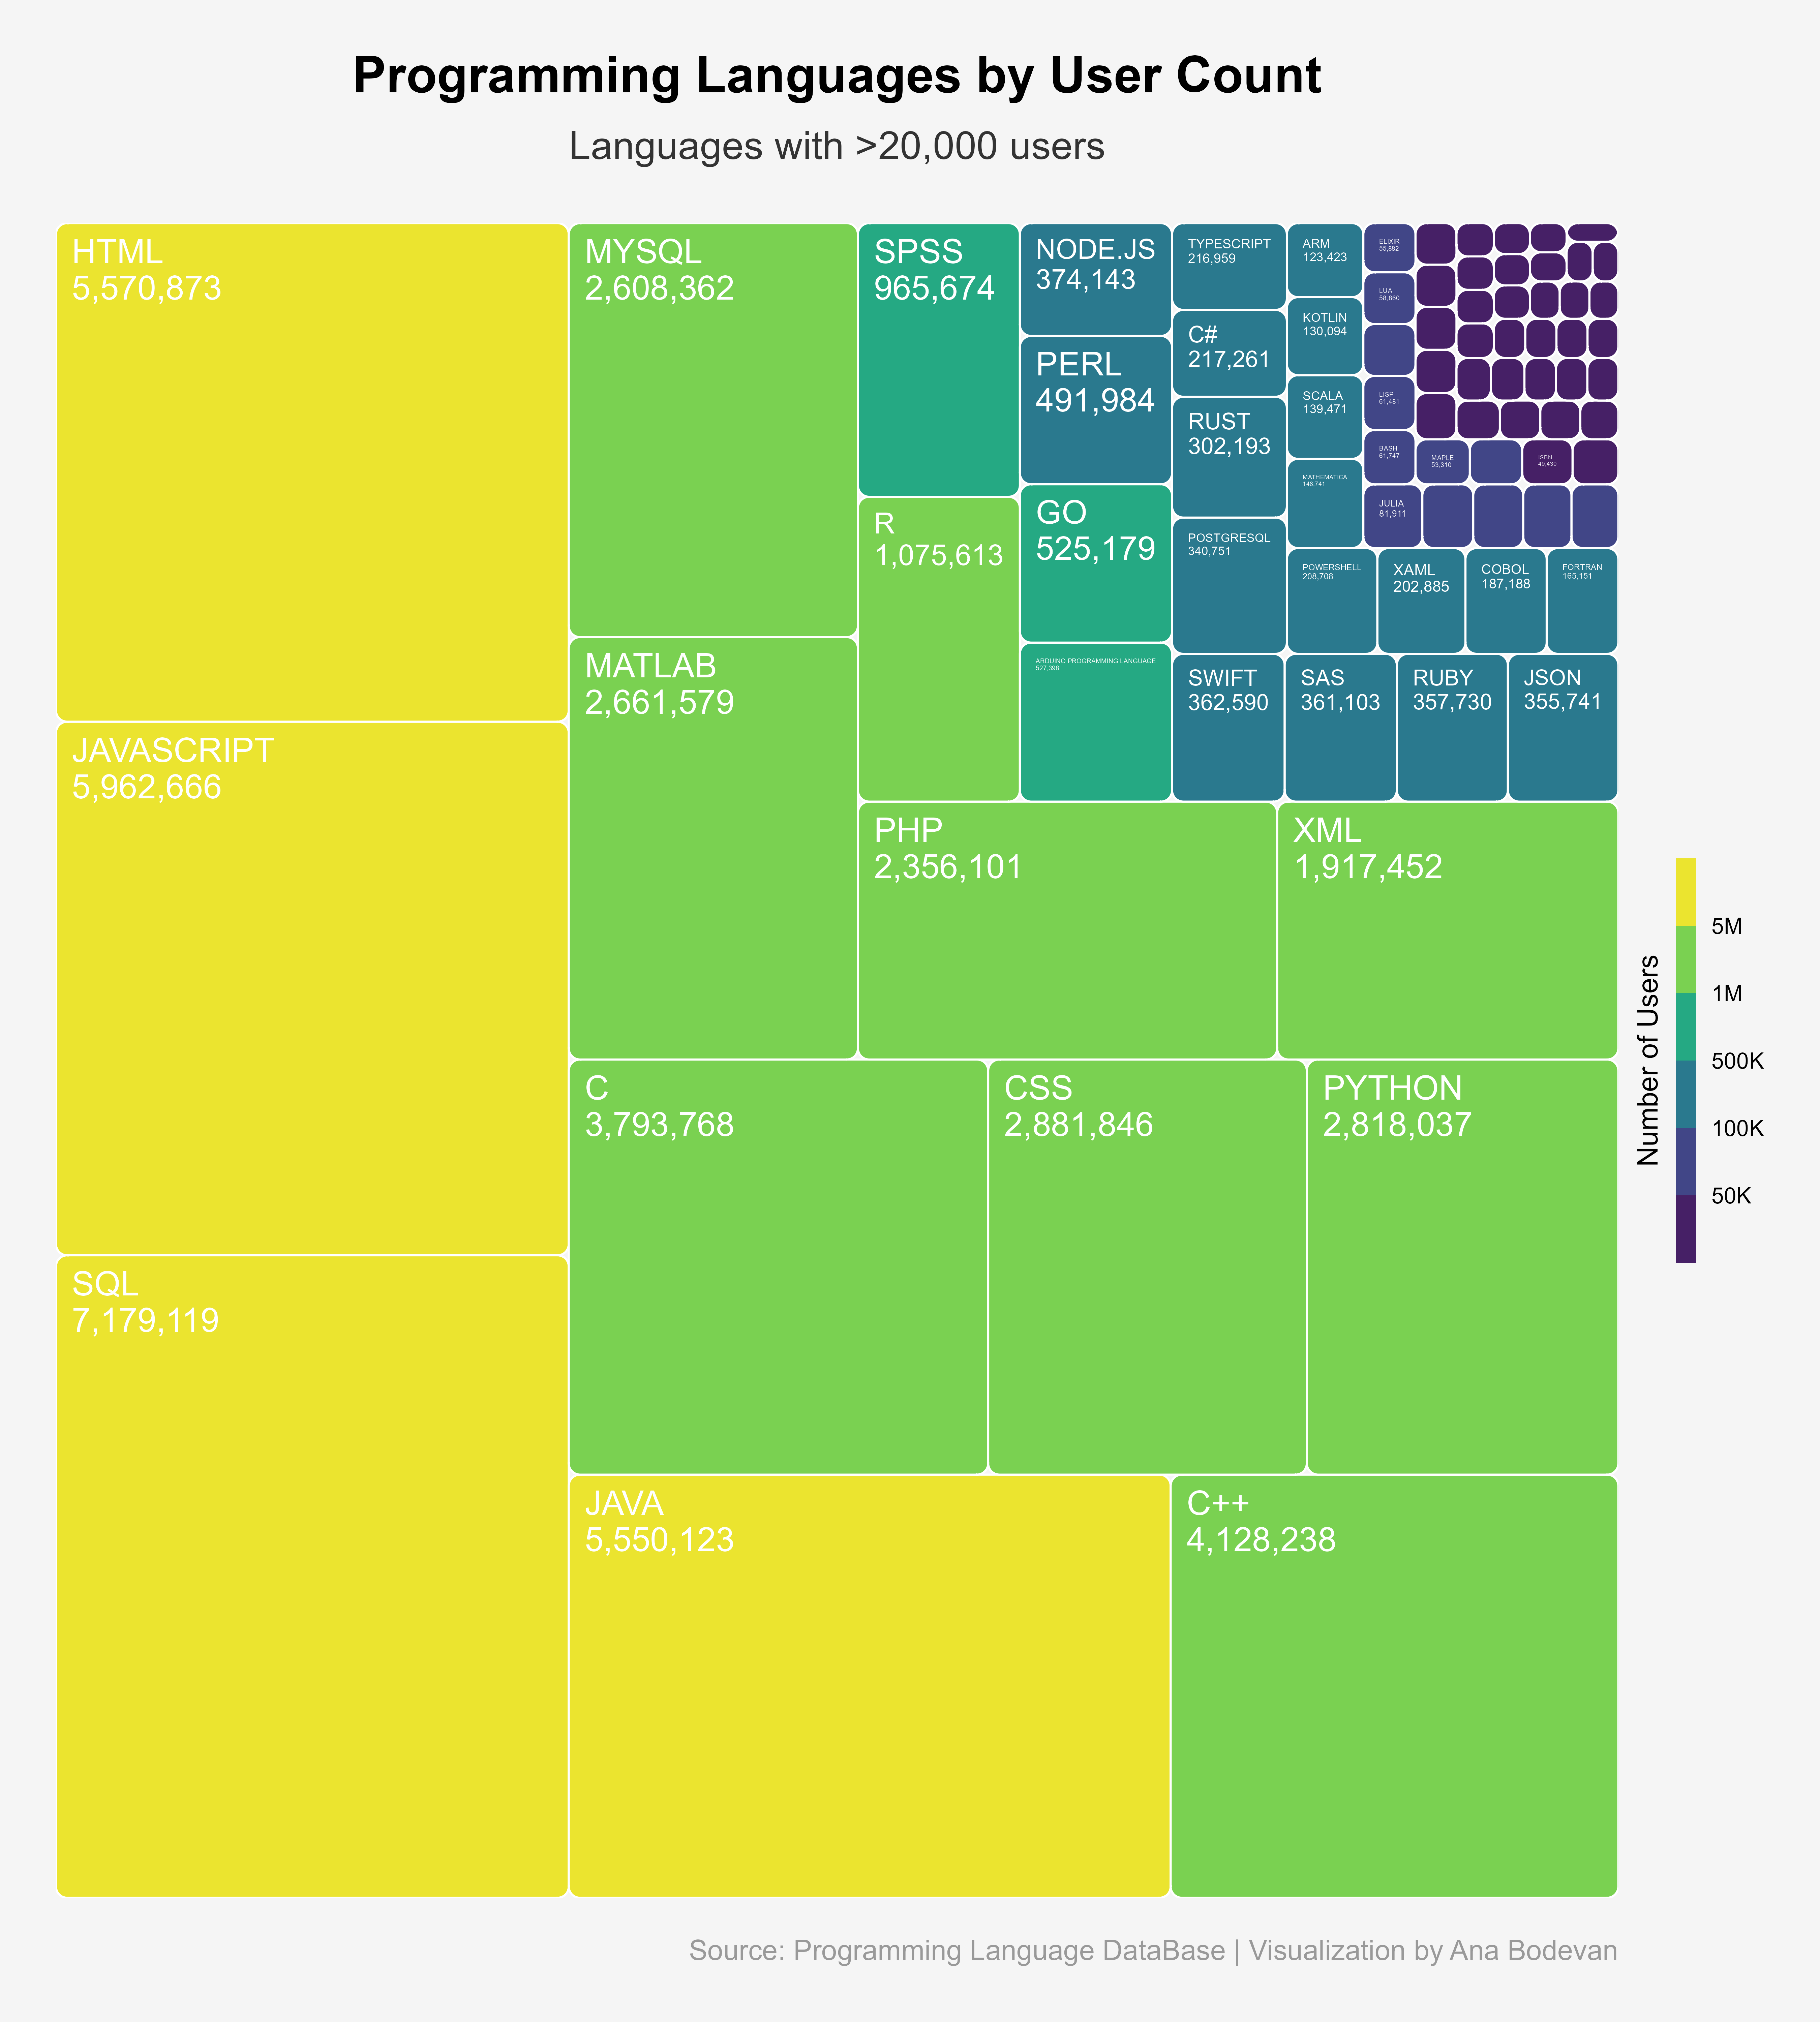 Programming Languages by User Count
Languages with >20,000 users
HTML
5,570,873
JAVASCRIPT
5,962,666
SQL
7,179,119
MYSQL
2,608,362
MATLAB
2,661,579
SPSS
965,674
R
1,075,613
NODE.JS
374,143
PERL
491,984
GO
525,179
ARDUINO PROGRAMMING LANGUAGE
527,398
TYPESCRIPT
216,959
C#
217,261
RUST
302,193
POSTGRESQL
340,751
ARM
123,423
KOTLIN
130,094
SCALA
139,471
MATHEMATICA
148,741
ELIXIR
55,882
LUA
58,860
LISP
61,481
BASH
61,747
MAPLE
53,310
ISBN
49,430
JULIA
81,911
POWERSHELL
208,708
XAML
202,885
COBOL
187,188
FORTRAN
165,151
SWIFT
362,590
SAS
361,103
RUBY
357,730
JSON
355,741
PHP
2,356,101
XML
1,917,452
C
3,793,768
CSS
2,881,846
PYTHON
2,818,037
JAVA
5,550,123
C++
4,128,238
Number of Users
5M
1M
500K
100K
50K
Source: Programming Language DataBase | Visualization by Ana Bodevan